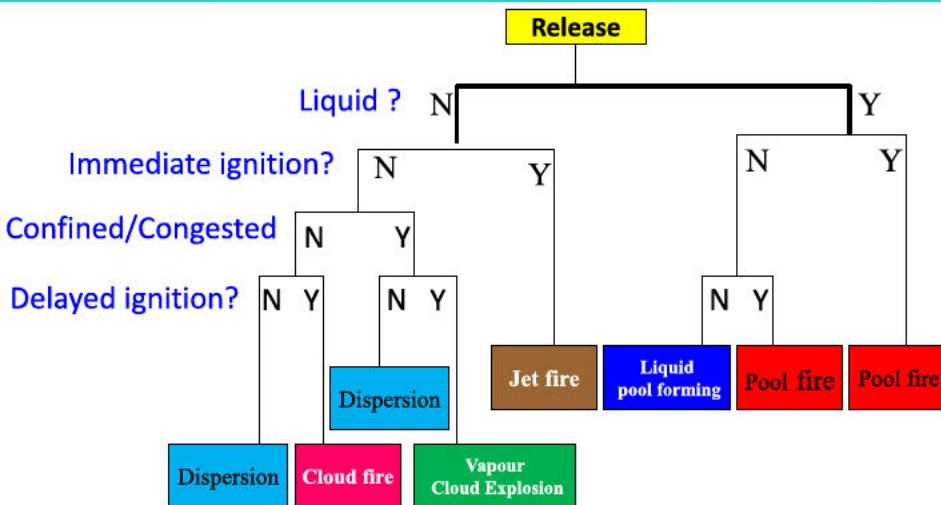 Release
Liquid ? N Y
Immediate ignition? N Y N Y
Confined/Congested N Y
Delayed ignition? N Y N Y N Y
Jet fire
Liquid
pool forming
Pool fire
Pool fire
Dispersion
Dispersion
Cloud fire
Vapour
Cloud Explosion